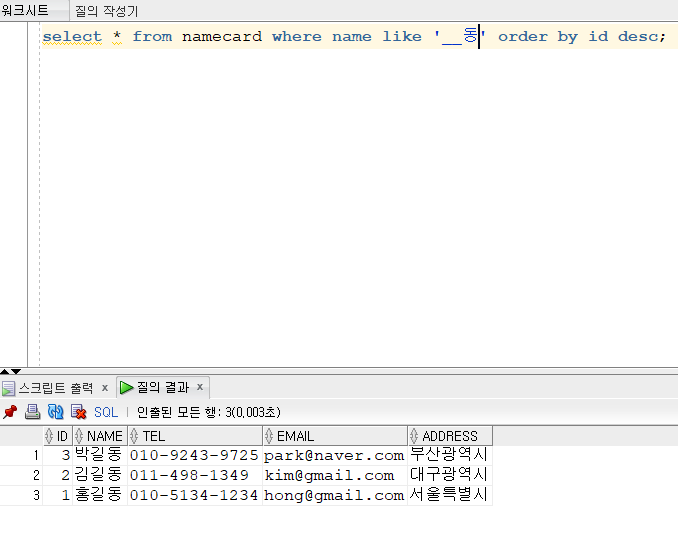 워크시트 질의 작성기
select * from namecard where name like '__동' order by id desc;
스크립트 출력 x 질의 결과 x
SQL | 인출된 모든 행: 3(0,003초)
ID NAME TEL EMAIL ADDRESS
1 3 박길동 010-9243-9725 park@naver.com 부산광역시
2 2 김길동 011-498-1349 kim@gmail.com 대구광역시
3 1 홍길동 010-5134-1234 hong@gmail.com 서울특별시